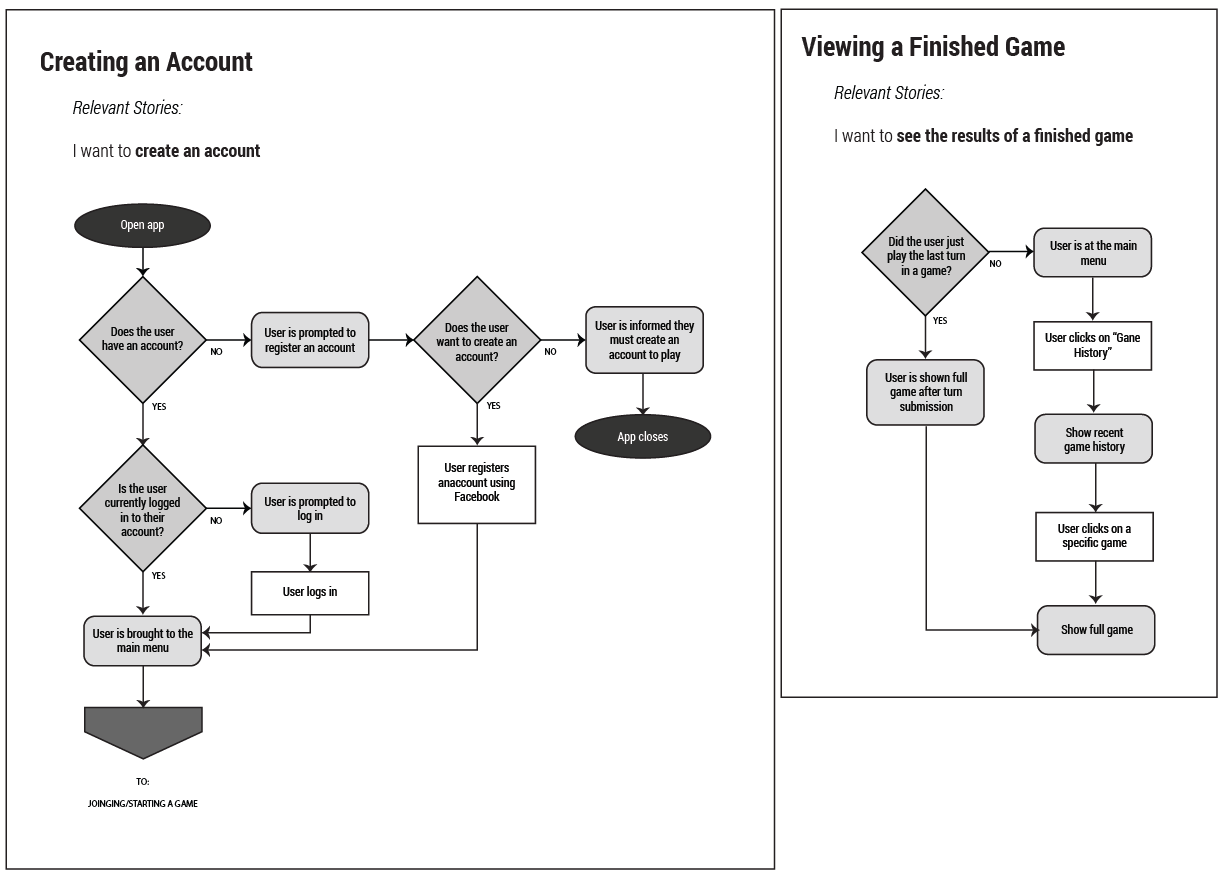 Creating an Account
Relevant Stories:
I want to create an account
Open app
Does the user
have an account?
NO
YES
User is prompted to
register an account
Does the user
want to create an
account?
NO
YES
User is informed they
must create an
account to play
App closes
User registers
anaccount using
Facebook
Is the user
currently logged
in to their
account?
NO
YES
User is prompted to
log in
User logs in
User is brought to the
main menu
TO:
JOINGING/STARTING A GAME
Viewing a Finished Game
Relevant Stories:
I want to see the results of a finished game
Did the user just
play the last turn
in a game?
NO
YES
User is at the main
menu
User clicks on “Gane
History”
User is shown full
game after turn
submission
Show recent
game history
User clicks on a
specific game
Show full game